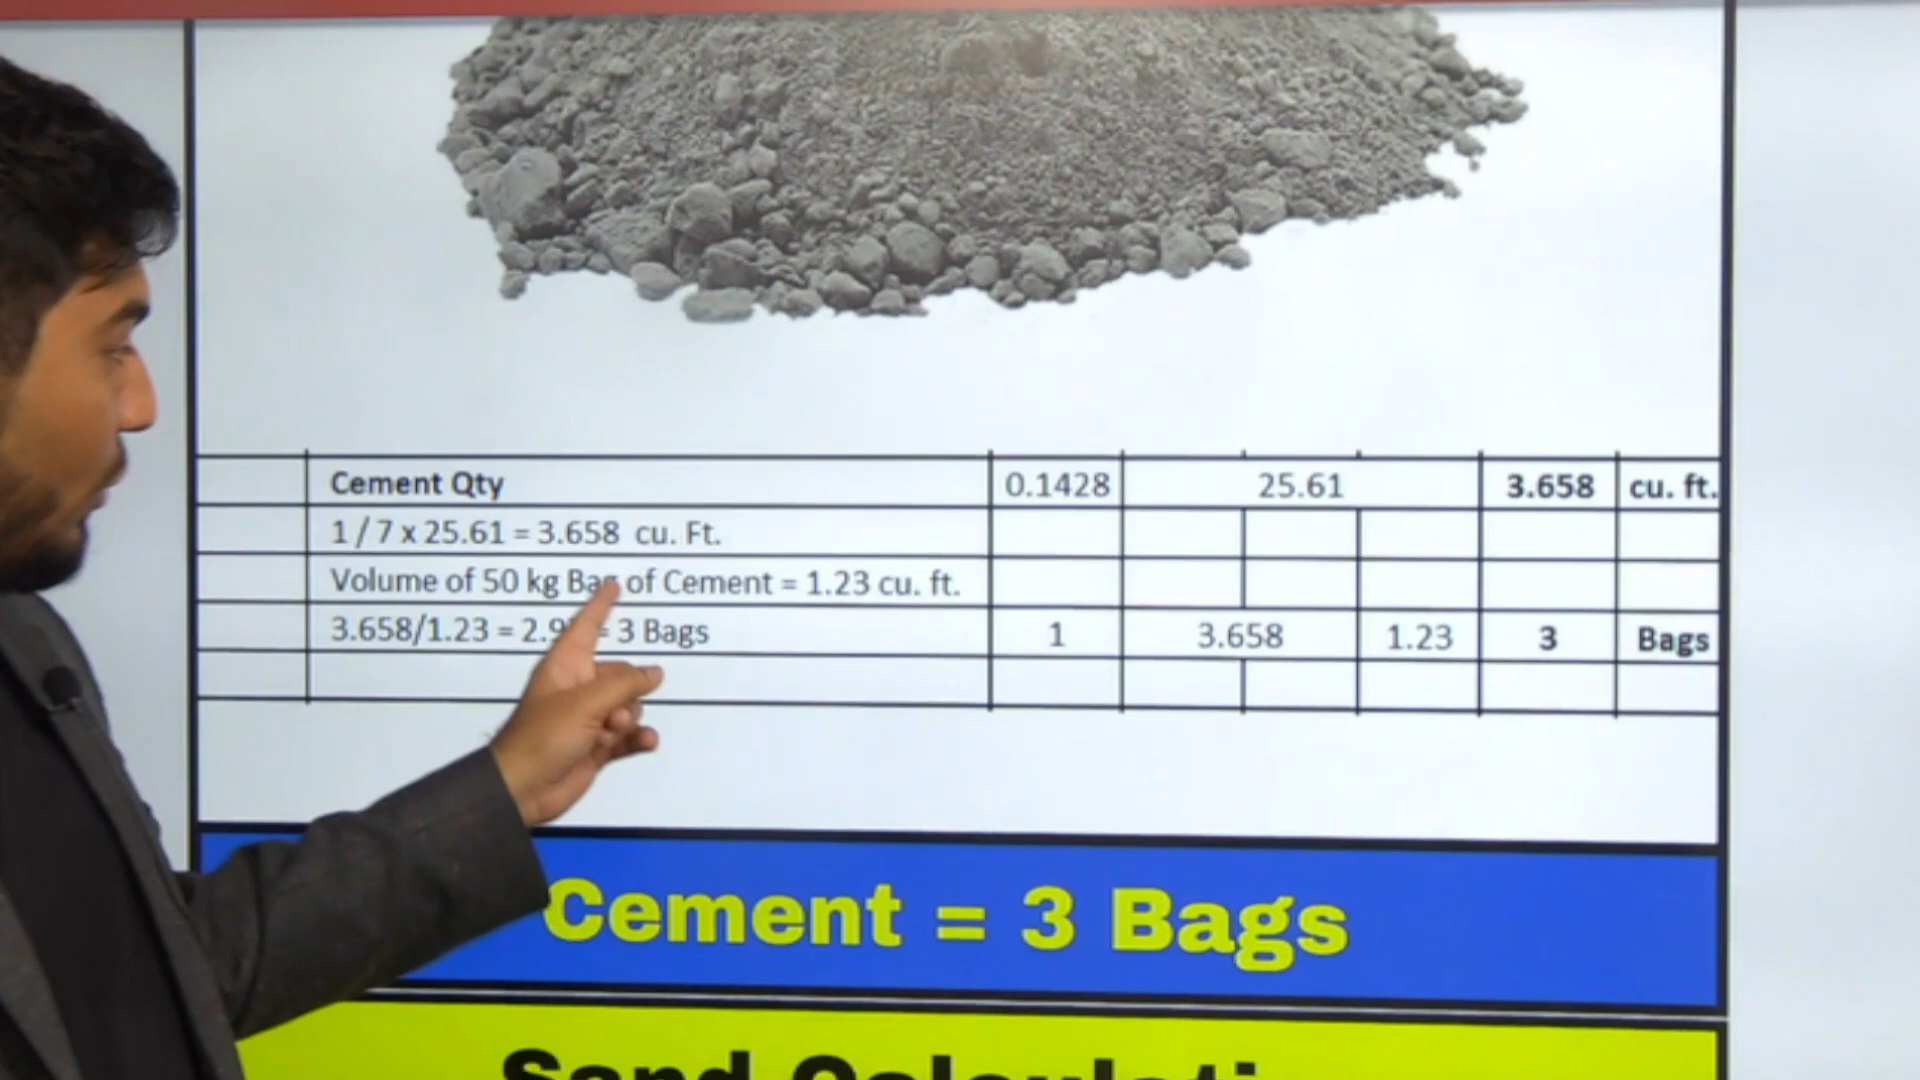 Cement Qty 0.1428 25.61 3.658 cu. ft.
1 / 7 x 25.61 = 3.658 cu. Ft.
Volume of 50 kg Bag of Cement = 1.23 cu. ft.
3.658/1.23 = = 3 Bags 1 3.658 1.23 3 Bags
Cement = 3 Bags
Sand